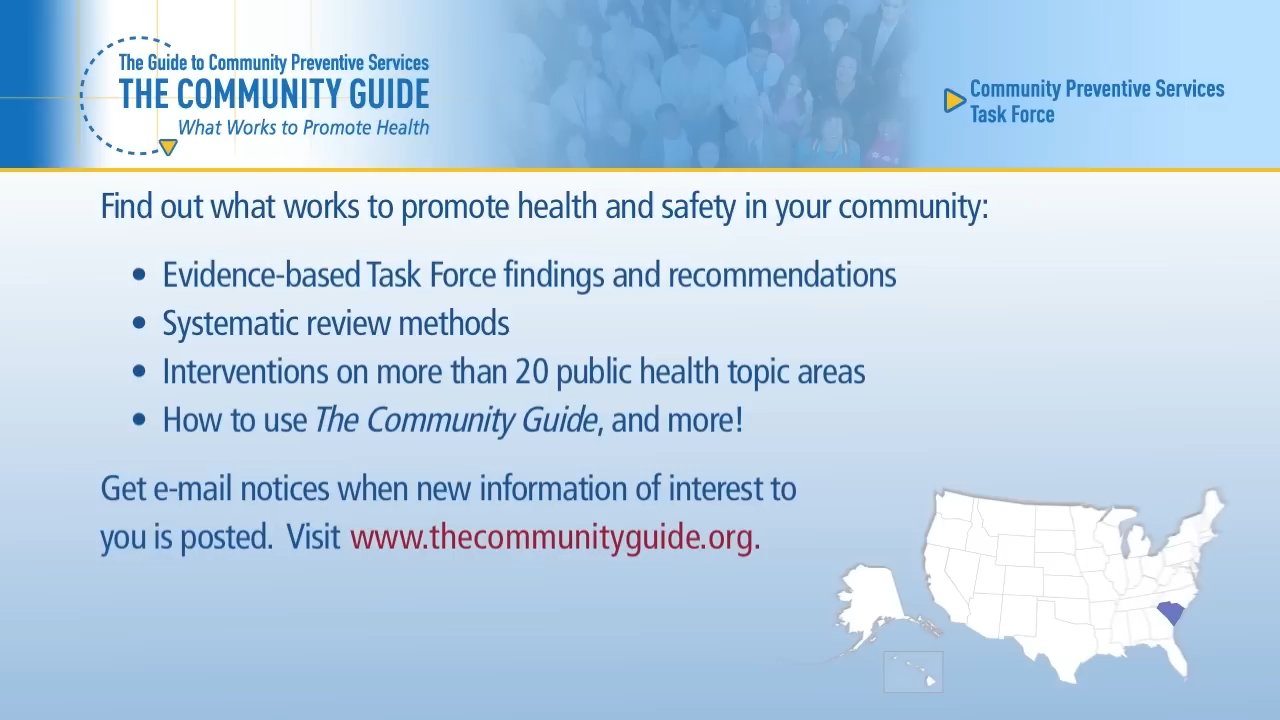 The Guide to Community Preventive Services
THE COMMUNITY GUIDE
What Works to Promote Health
Community Preventive Services
Task Force
Find out what works to promote health and safety in your community:
• Evidence-based Task Force findings and recommendations
• Systematic review methods
• Interventions on more than 20 public health topic areas
• How to use The Community Guide, and more!
Get e-mail notices when new information of interest to
you is posted. Visit www.thecommunityguide.org.